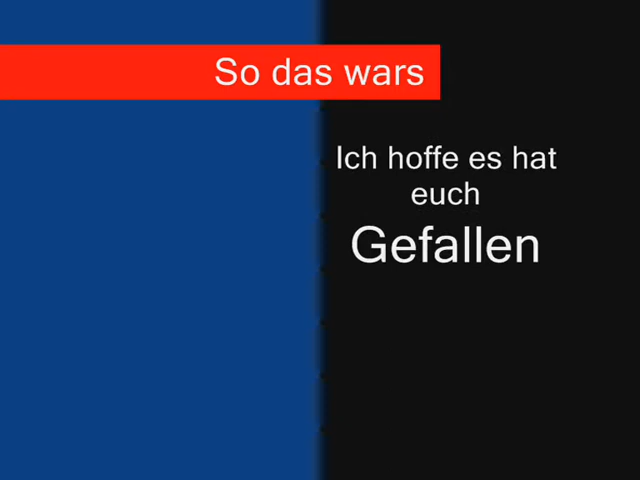 So das wars
Ich hoffe es hat
euch
Gefallen